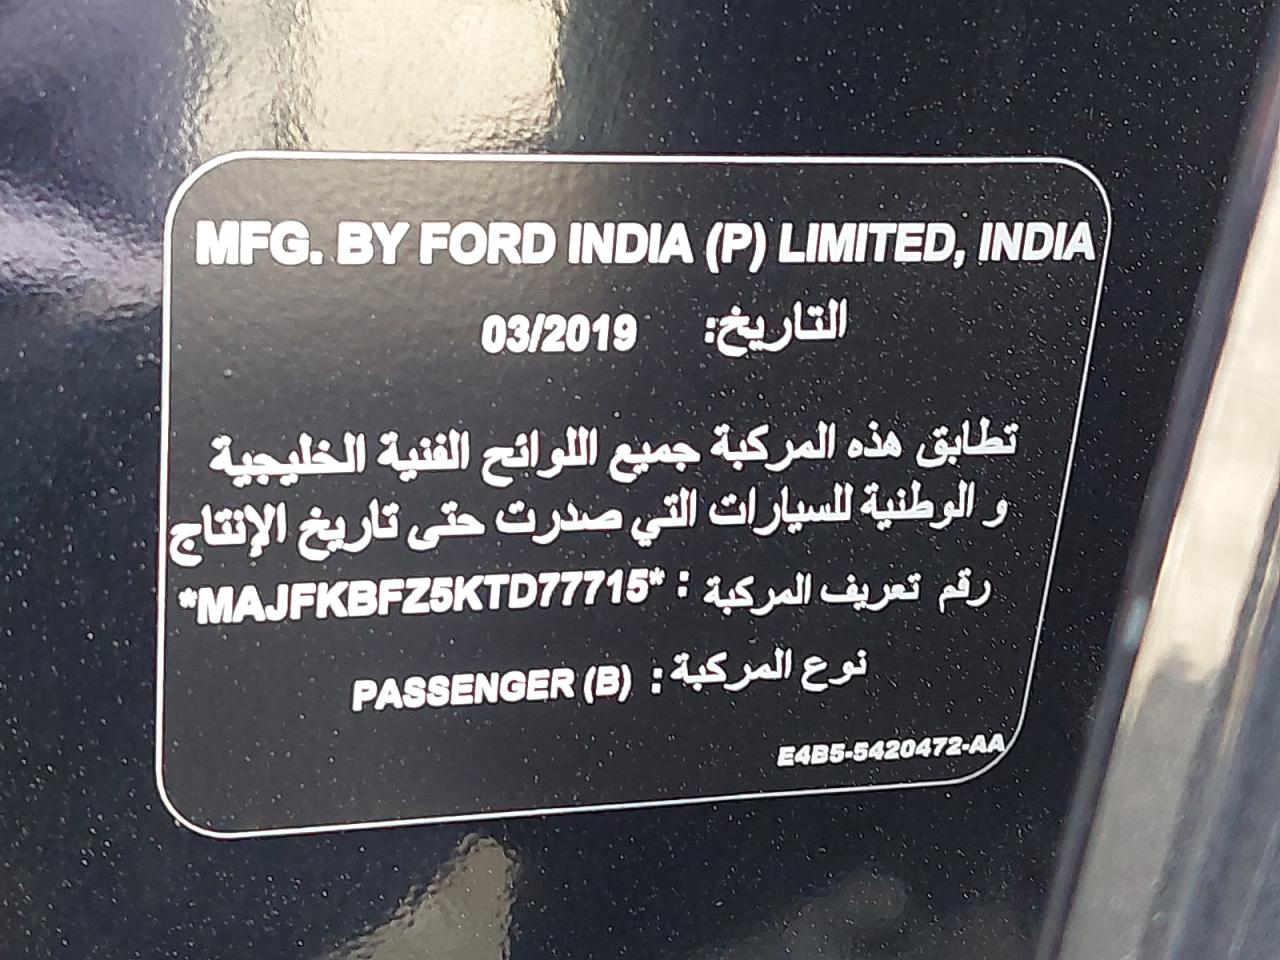 MFG. BY FORD INDIA (P) LIMITED, INDIA
التاريخ: 03/2019
تطابق هذه المركبة جميع اللوائح الفنية الخليجية
و الوطنية للسيارات التي صدرت حتى تاريخ الإنتاج
رقم تعريف المركبة : *MAJFKBFZ5KTD77715*
نوع المركبة : PASSENGER (B)
E4B5-5420472-AA